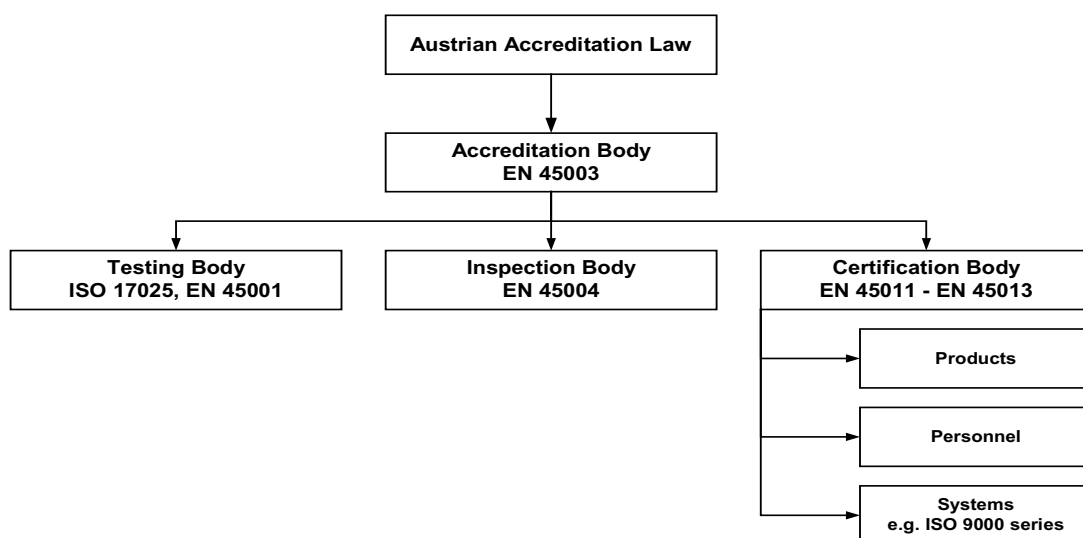 Austrian Accreditation Law
Accreditation Body
EN 45003
Testing Body
ISO 17025, EN 45001
Inspection Body
EN 45004
Certification Body
EN 45011 - EN 45013
Products
Personnel
Systems
e.g. ISO 9000 series